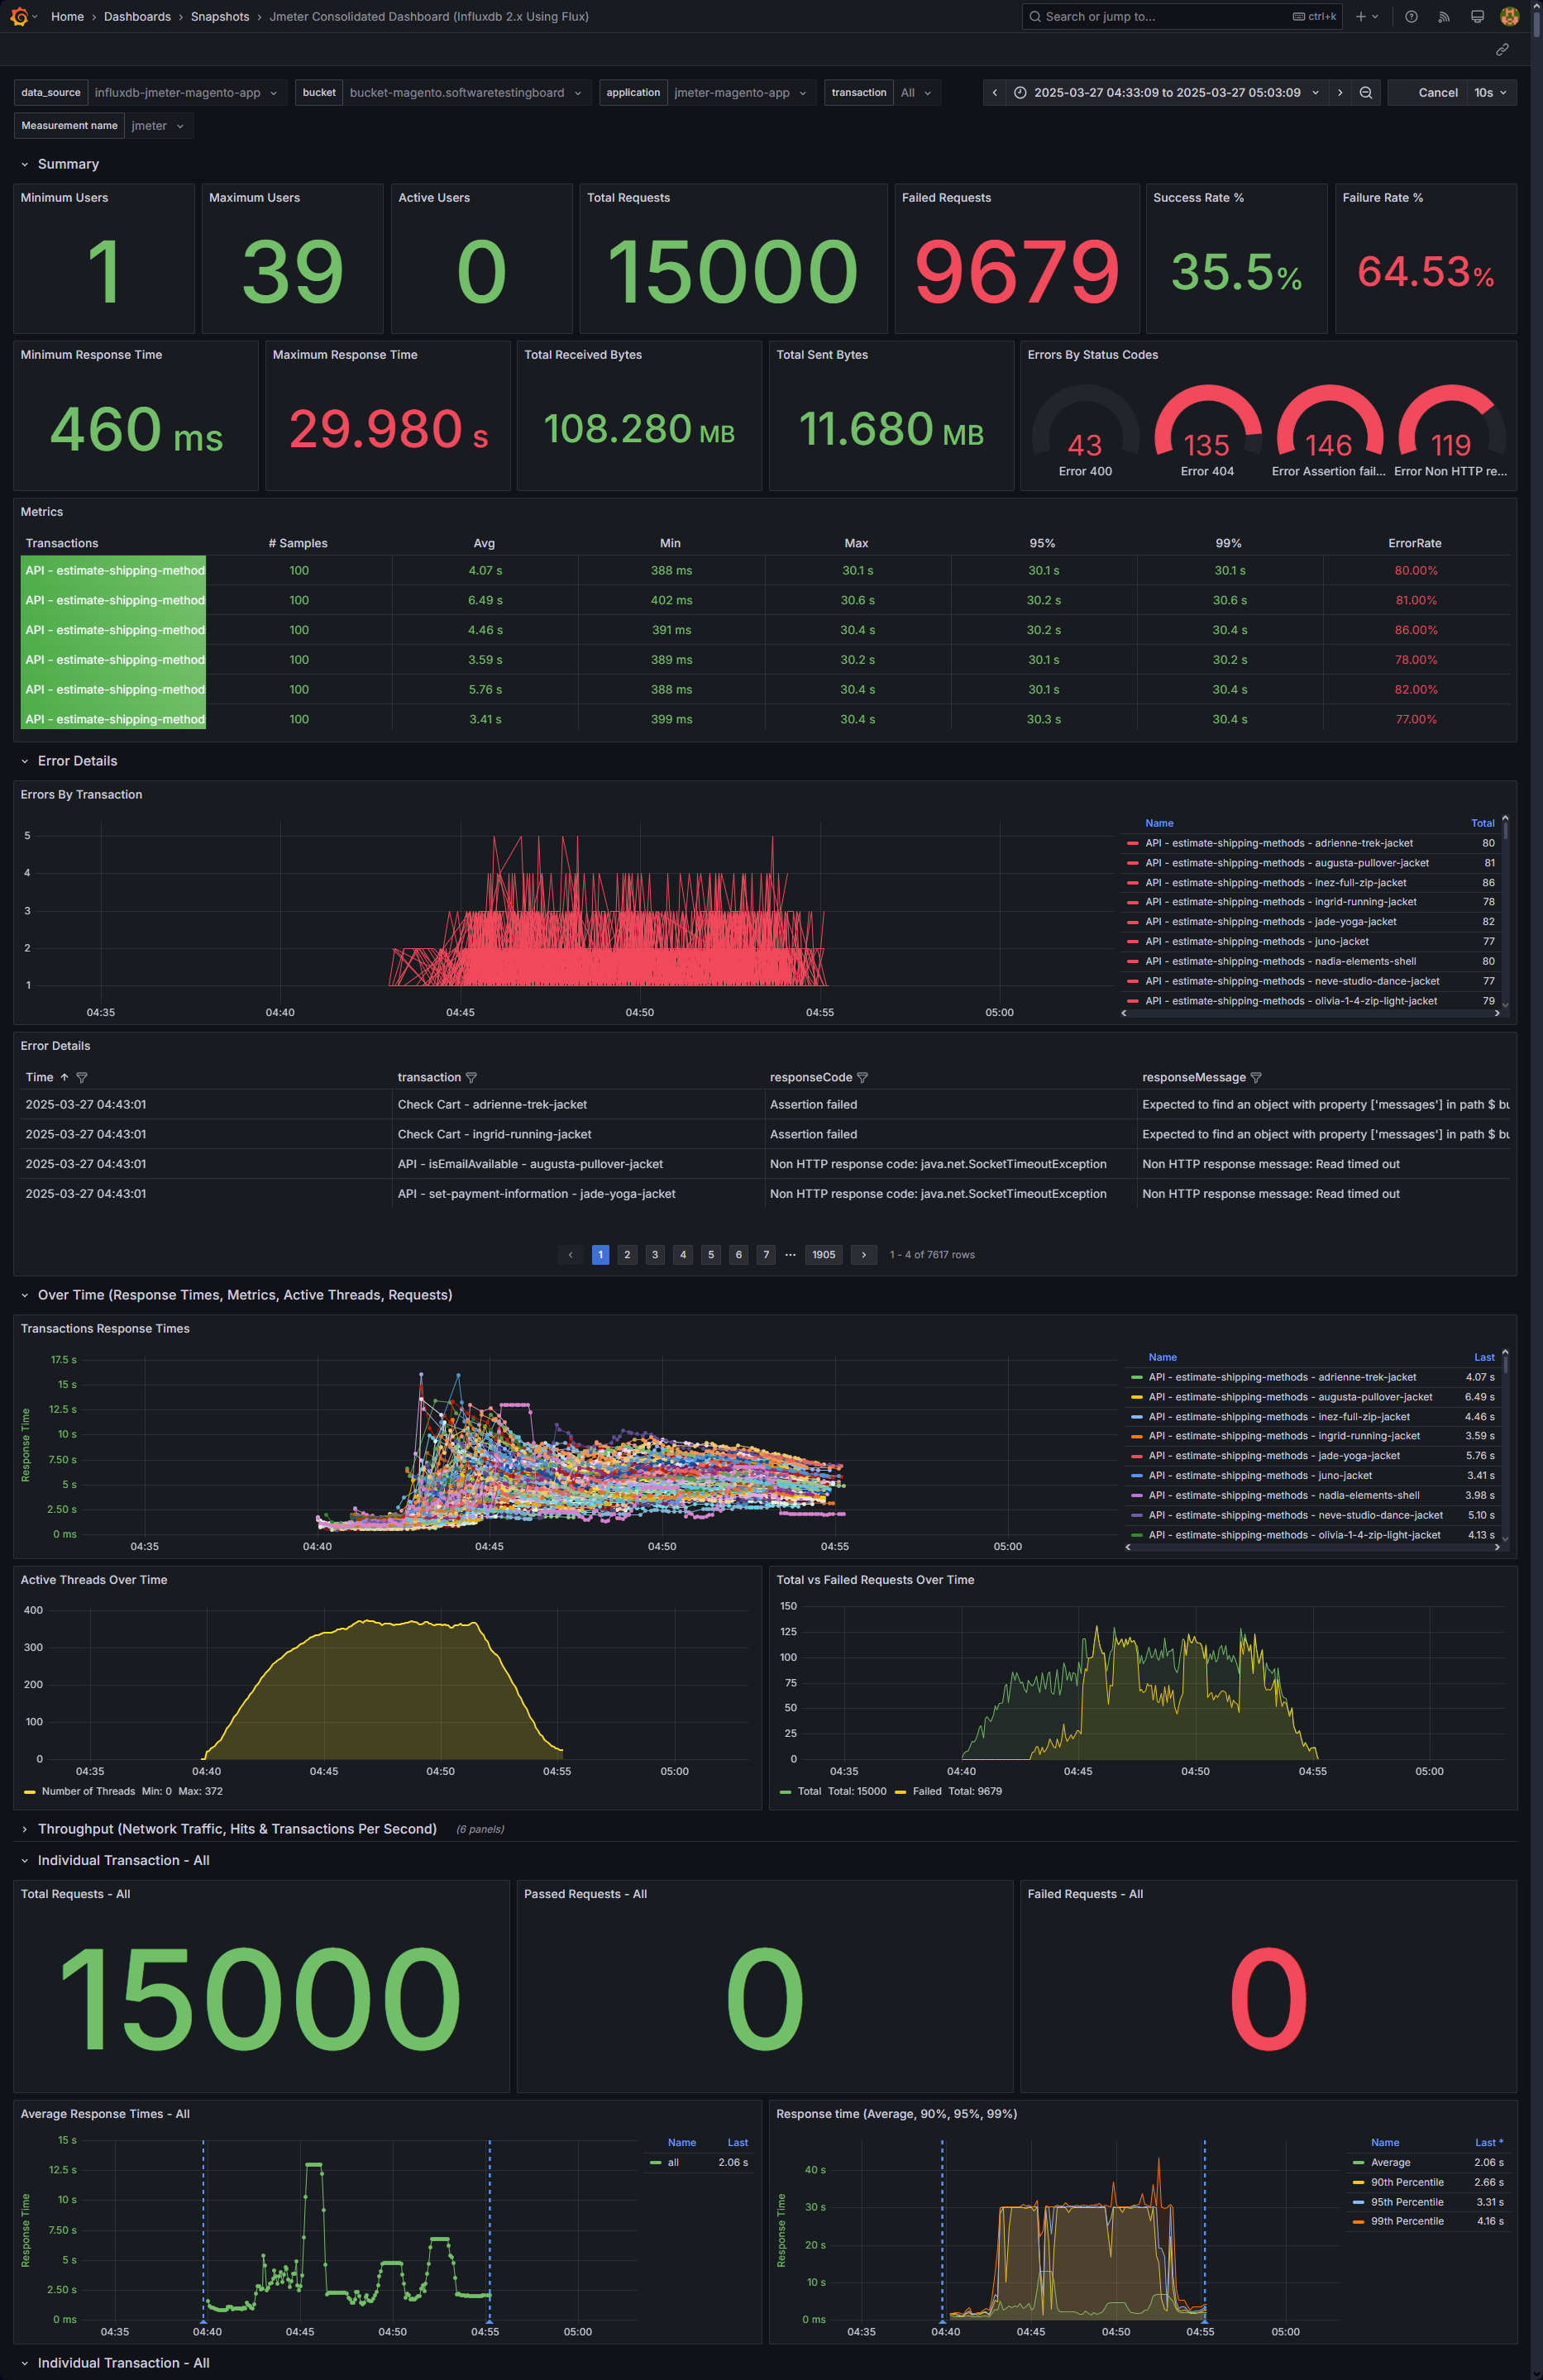 Home › Dashboards › Snapshots › Jmeter Consolidated Dashboard (Influxdb 2.x Using Flux)
Search or jump to... ctrl+k
data_source influxdb-jmeter-magento-app bucket bucket-magento.softwaretestingboard application jmeter-magento-app transaction All 2025-03-27 04:33:09 to 2025-03-27 05:03:09 Cancel 10s
Measurement name jmeter
Summary
Minimum Users Maximum Users Active Users Total Requests Failed Requests Success Rate % Failure Rate %
1 39 0 15000 9679 35.5% 64.53%
Minimum Response Time Maximum Response Time Total Received Bytes Total Sent Bytes Errors By Status Codes
460 ms 29.980 s 108.280 MB 11.680 MB 43 135 146 119
Error 400 Error 404 Error Assertion fail... Error Non HTTP re...
Metrics
Transactions # Samples Avg Min Max 95% 99% ErrorRate
API - estimate-shipping-method 100 4.07 s 388 ms 30.1 s 30.1 s 30.1 s 80.00%
API - estimate-shipping-method 100 6.49 s 402 ms 30.6 s 30.2 s 30.6 s 81.00%
API - estimate-shipping-method 100 4.46 s 391 ms 30.4 s 30.2 s 30.4 s 86.00%
API - estimate-shipping-method 100 3.59 s 389 ms 30.2 s 30.1 s 30.2 s 78.00%
API - estimate-shipping-method 100 5.76 s 388 ms 30.4 s 30.1 s 30.4 s 82.00%
API - estimate-shipping-method 100 3.41 s 399 ms 30.4 s 30.3 s 30.4 s 77.00%
Error Details
Errors By Transaction
5
4
3
2
1
04:35 04:40 04:45 04:50 04:55 05:00
Name Total
API - estimate-shipping-methods - adrienne-trek-jacket 80
API - estimate-shipping-methods - augusta-pullover-jacket 81
API - estimate-shipping-methods - inez-full-zip-jacket 86
API - estimate-shipping-methods - ingrid-running-jacket 78
API - estimate-shipping-methods - jade-yoga-jacket 82
API - estimate-shipping-methods - juno-jacket 77
API - estimate-shipping-methods - nadia-elements-shell 80
API - estimate-shipping-methods - neve-studio-dance-jacket 77
API - estimate-shipping-methods - olivia-1-4-zip-light-jacket 79
Error Details
Time transaction responseCode responseMessage
2025-03-27 04:43:01 Check Cart - adrienne-trek-jacket Assertion failed Expected to find an object with property ['messages'] in path $ bu
2025-03-27 04:43:01 Check Cart - ingrid-running-jacket Assertion failed Expected to find an object with property ['messages'] in path $ bu
2025-03-27 04:43:01 API - isEmailAvailable - augusta-pullover-jacket Non HTTP response code: java.net.SocketTimeoutException Non HTTP response message: Read timed out
2025-03-27 04:43:01 API - set-payment-information - jade-yoga-jacket Non HTTP response code: java.net.SocketTimeoutException Non HTTP response message: Read timed out
1 2 3 4 5 6 7 ··· 1905 1 - 4 of 7617 rows
Over Time (Response Times, Metrics, Active Threads, Requests)
Transactions Response Times
Response Time
17.5 s
15 s
12.5 s
10 s
7.50 s
5 s
2.50 s
0 ms
04:35 04:40 04:45 04:50 04:55 05:00
Name Last
API - estimate-shipping-methods - adrienne-trek-jacket 4.07 s
API - estimate-shipping-methods - augusta-pullover-jacket 6.49 s
API - estimate-shipping-methods - inez-full-zip-jacket 4.46 s
API - estimate-shipping-methods - ingrid-running-jacket 3.59 s
API - estimate-shipping-methods - jade-yoga-jacket 5.76 s
API - estimate-shipping-methods - juno-jacket 3.41 s
API - estimate-shipping-methods - nadia-elements-shell 3.98 s
API - estimate-shipping-methods - neve-studio-dance-jacket 5.10 s
API - estimate-shipping-methods - olivia-1-4-zip-light-jacket 4.13 s
Active Threads Over Time
400
300
200
100
0
04:35 04:40 04:45 04:50 04:55 05:00
Number of Threads Min: 0 Max: 372
Total vs Failed Requests Over Time
150
125
100
75
50
25
0
04:35 04:40 04:45 04:50 04:55 05:00
Total Total: 15000 Failed Total: 9679
Throughput (Network Traffic, Hits & Transactions Per Second) (6 panels)
Individual Transaction - All
Total Requests - All Passed Requests - All Failed Requests - All
15000 0 0
Average Response Times - All
Response Time
15 s
12.5 s
10 s
7.50 s
5 s
2.50 s
0 ms
04:35 04:40 04:45 04:50 04:55 05:00
Name Last
all 2.06 s
Response time (Average, 90%, 95%, 99%)
Response Time
40 s
30 s
20 s
10 s
0 ms
04:35 04:40 04:45 04:50 04:55 05:00
Name Last *
Average 2.06 s
90th Percentile 2.66 s
95th Percentile 3.31 s
99th Percentile 4.16 s
Individual Transaction - All